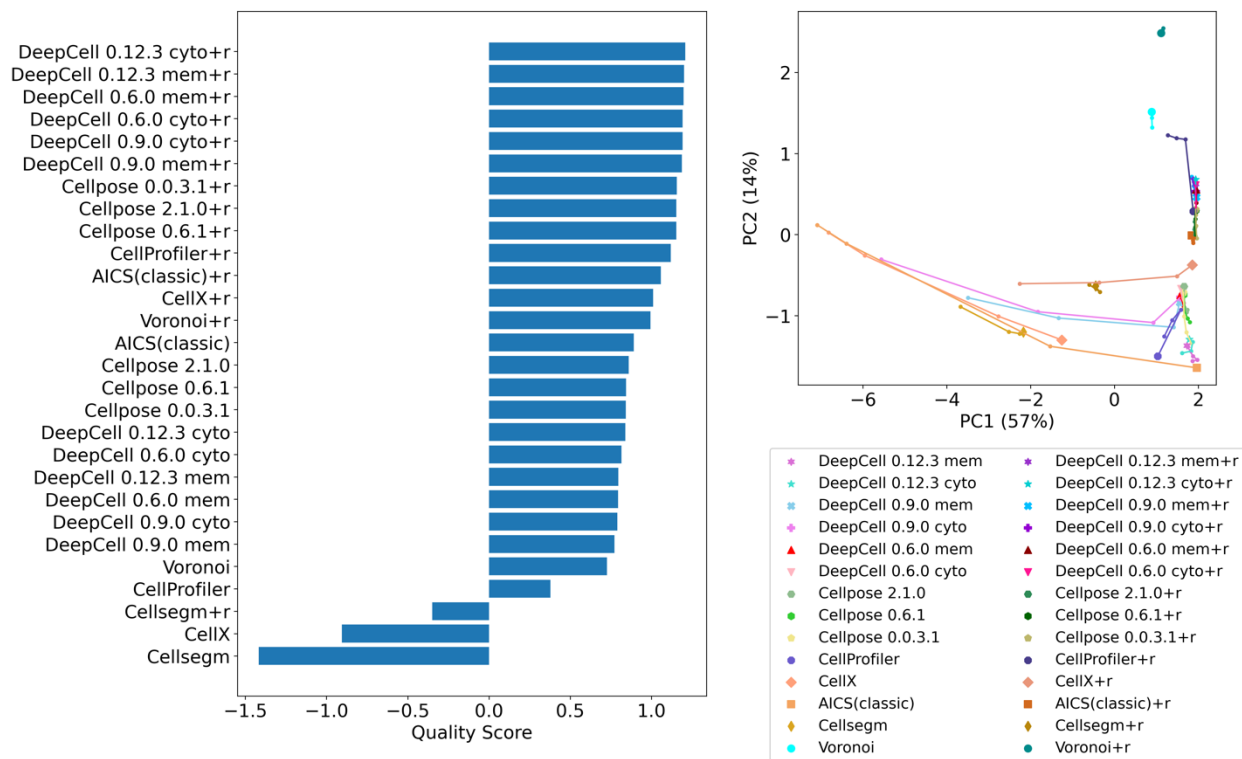 DeepCell 0.12.3 cyto+r
DeepCell 0.12.3 mem+r
DeepCell 0.6.0 mem+r
DeepCell 0.6.0 cyto+r
DeepCell 0.9.0 cyto+r
DeepCell 0.9.0 mem+r
Cellpose 0.0.3.1+r
Cellpose 2.1.0+r
Cellpose 0.6.1+r
CellProfiler+r
AICS(classic)+r
CellX+r
Voronoi+r
AICS(classic)
Cellpose 2.1.0
Cellpose 0.6.1
Cellpose 0.0.3.1
DeepCell 0.12.3 cyto
DeepCell 0.6.0 cyto
DeepCell 0.12.3 mem
DeepCell 0.6.0 mem
DeepCell 0.9.0 cyto
DeepCell 0.9.0 mem
Voronoi
CellProfiler
Cellsegm+r
CellX
Cellsegm
−1.5 −1.0 −0.5 0.0 0.5 1.0
Quality Score
2
1
0
−1
PC2 (14%)
−6 −4 −2 0 2
PC1 (57%)
DeepCell 0.12.3 mem DeepCell 0.12.3 mem+r
DeepCell 0.12.3 cyto DeepCell 0.12.3 cyto+r
DeepCell 0.9.0 mem DeepCell 0.9.0 mem+r
DeepCell 0.9.0 cyto DeepCell 0.9.0 cyto+r
DeepCell 0.6.0 mem DeepCell 0.6.0 mem+r
DeepCell 0.6.0 cyto DeepCell 0.6.0 cyto+r
Cellpose 2.1.0 Cellpose 2.1.0+r
Cellpose 0.6.1 Cellpose 0.6.1+r
Cellpose 0.0.3.1 Cellpose 0.0.3.1+r
CellProfiler CellProfiler+r
CellX CellX+r
AICS(classic) AICS(classic)+r
Cellsegm Cellsegm+r
Voronoi Voronoi+r